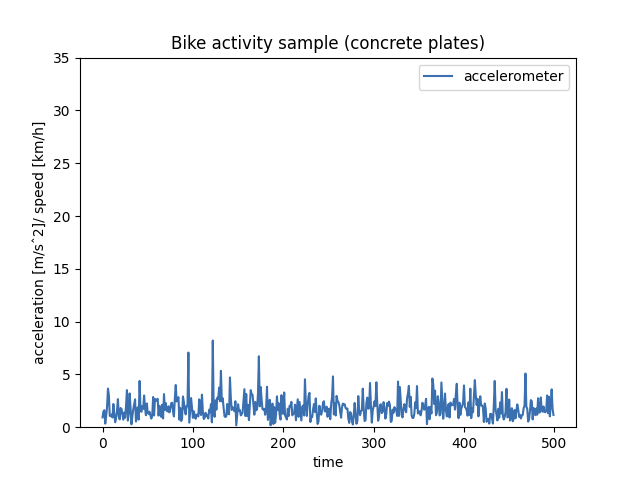 Bike activity sample (concrete plates)
accelerometer
acceleration [m/sˆ2]/ speed [km/h]
35
30
25
20
15
10
5
0
0 100 200 300 400 500
time